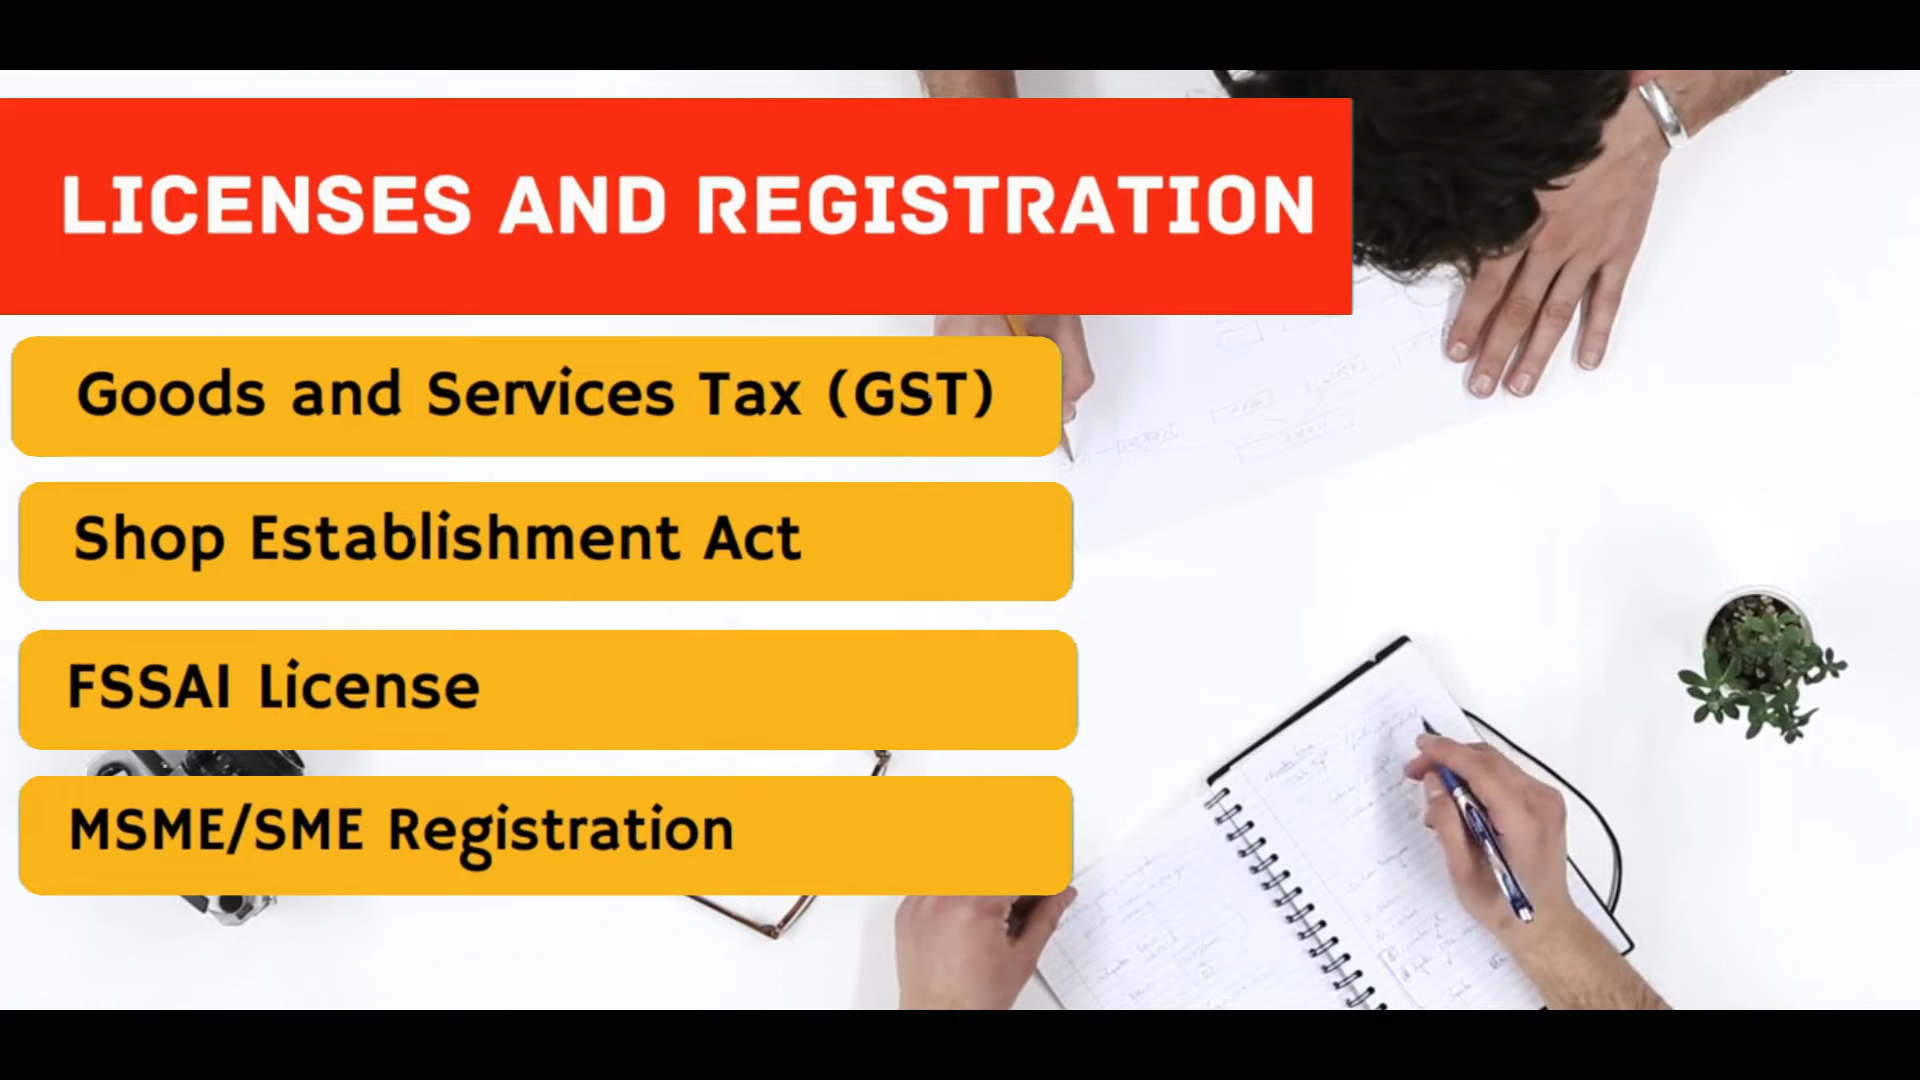 LICENSES AND REGISTRATION
Goods and Services Tax (GST)
Shop Establishment Act
FSSAI License
MSME/SME Registration